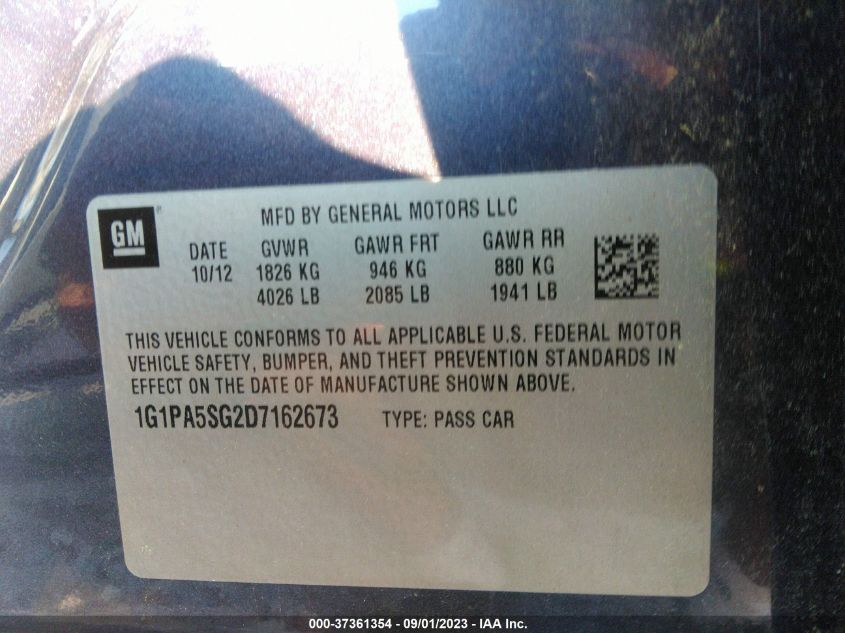 GM
MFD BY GENERAL MOTORS LLC
DATE GVWR GAWR FRT GAWR RR
10/12 1826 KG 946 KG 880 KG
4026 LB 2085 LB 1941 LB
THIS VEHICLE CONFORMS TO ALL APPLICABLE U.S. FEDERAL MOTOR
VEHICLE SAFETY, BUMPER, AND THEFT PREVENTION STANDARDS IN
EFFECT ON THE DATE OF MANUFACTURE SHOWN ABOVE.
1G1PA5SG2D7162673 TYPE: PASS CAR
000-37361354 - 09/01/2023 - IAA Inc.